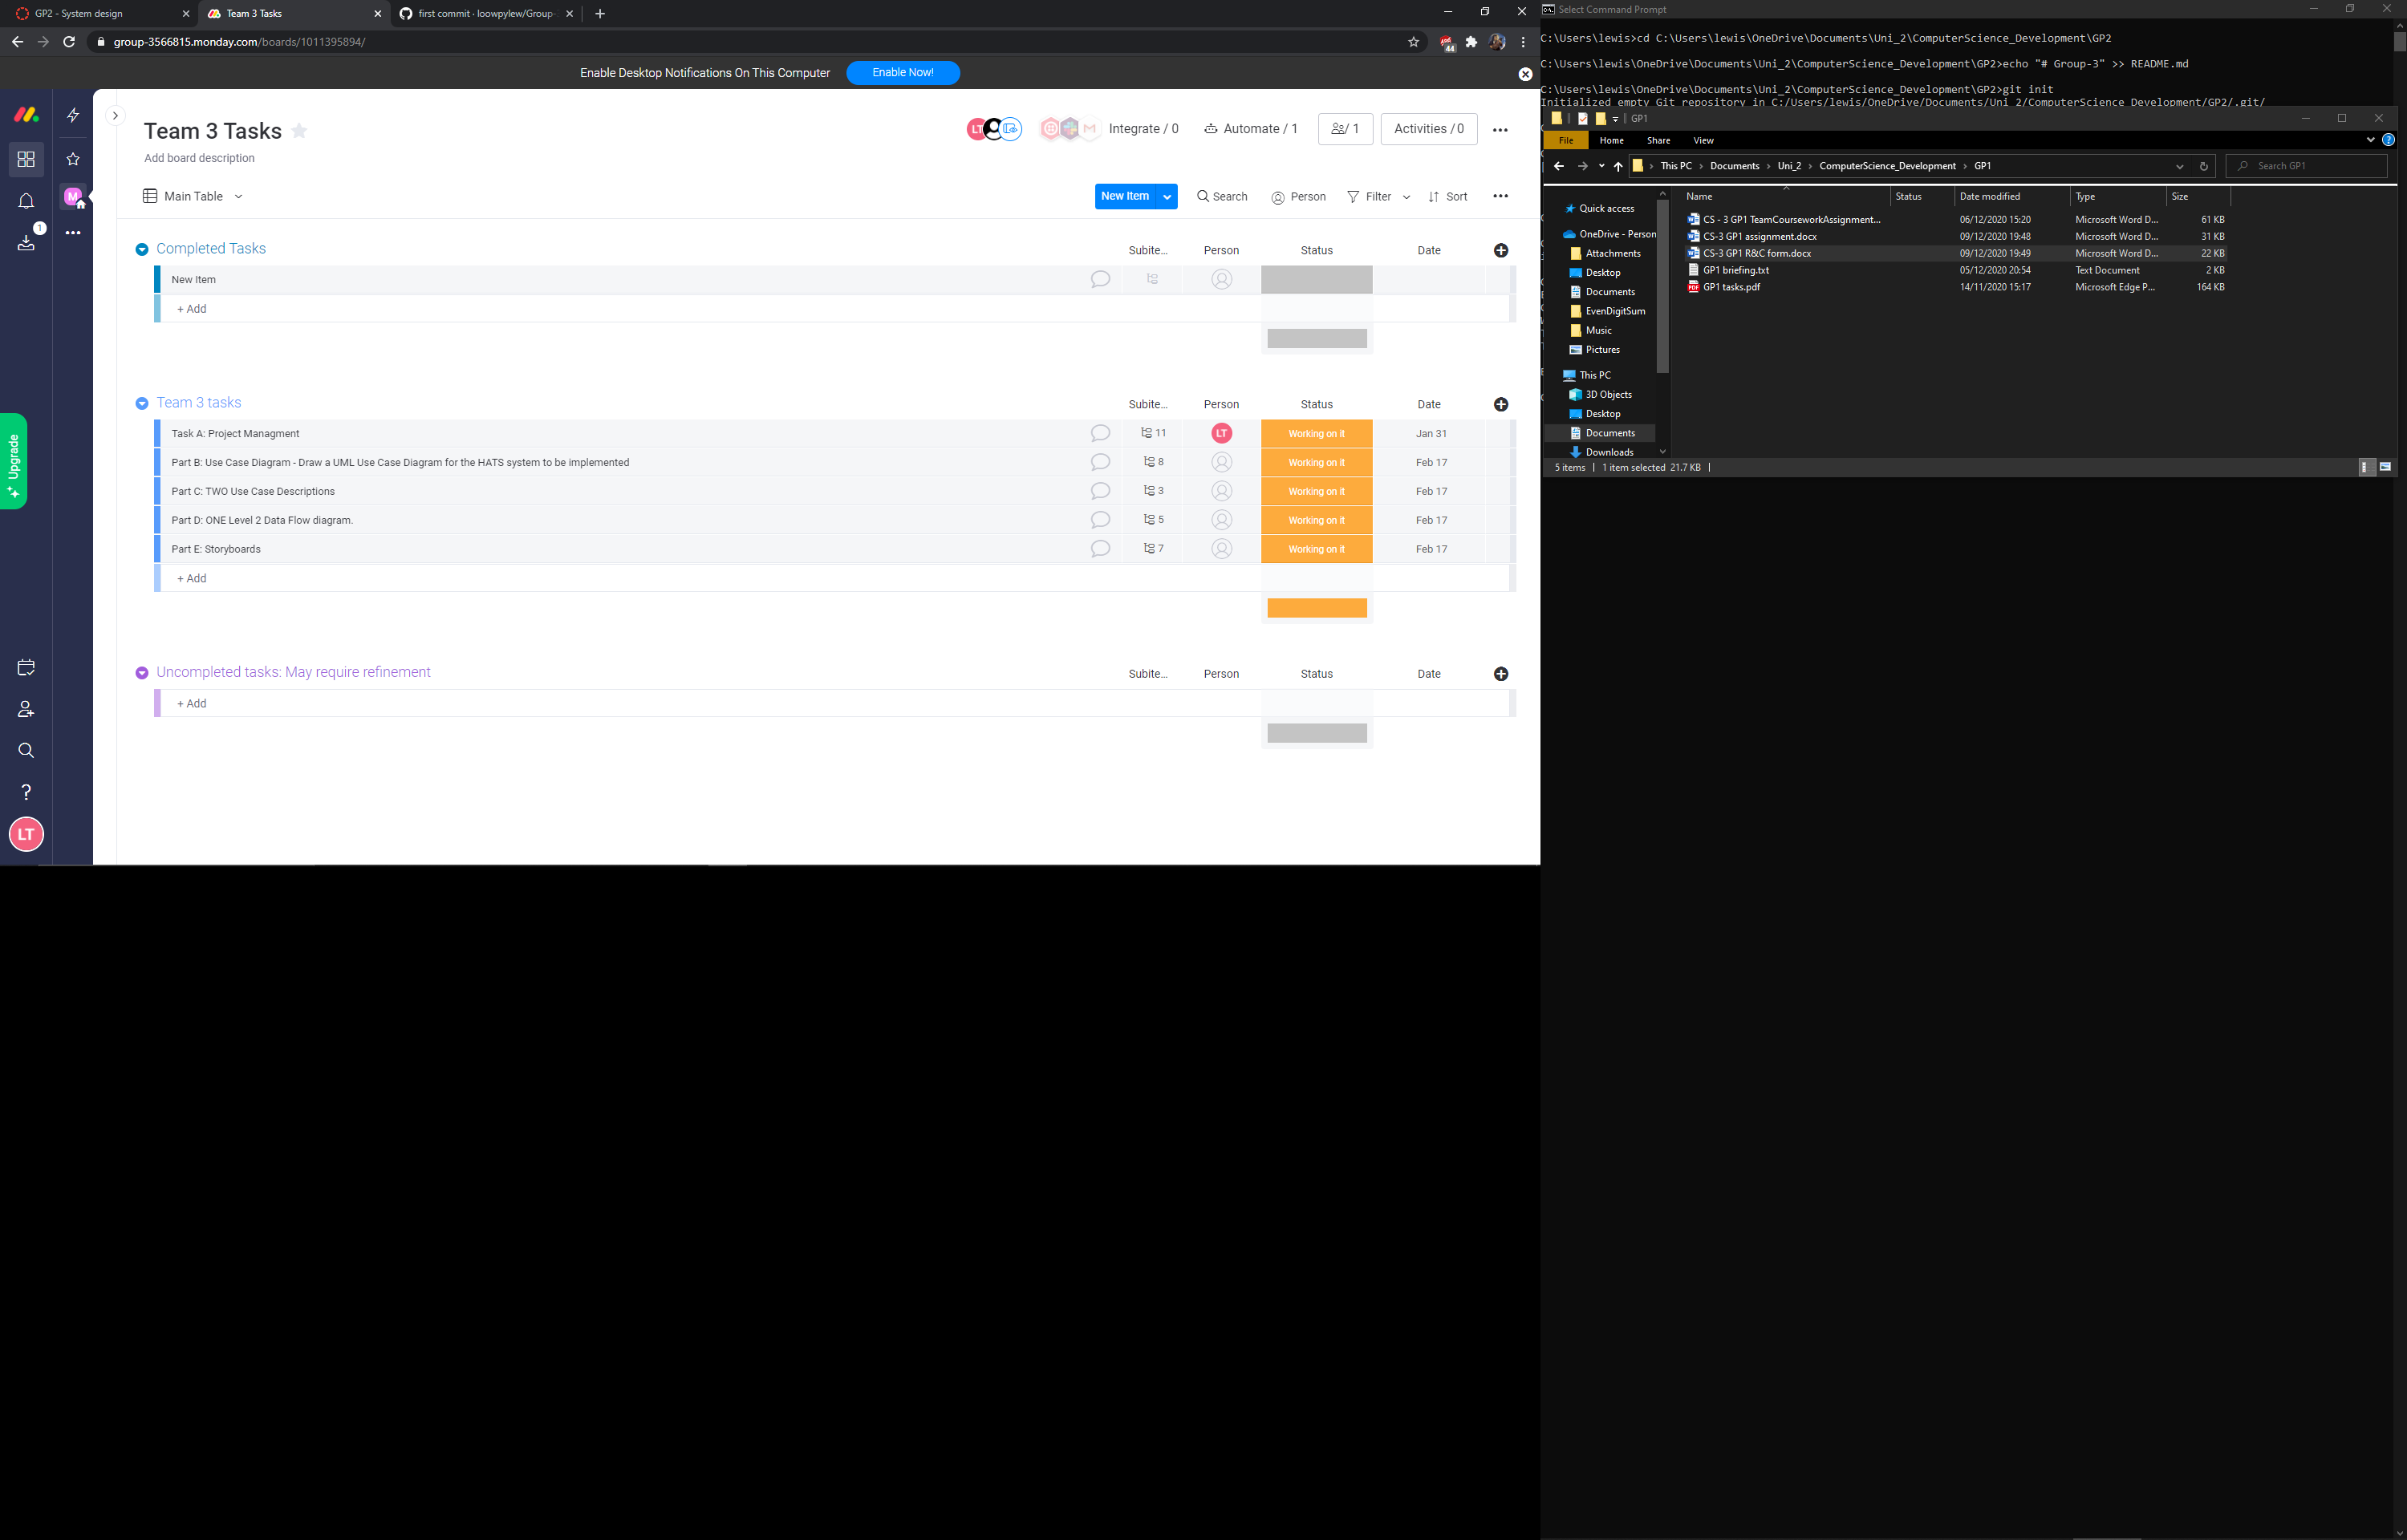 GP2 - System design
Team 3 Tasks
first commit · loowpylew/Group-
group-3566815.monday.com/boards/1011395894/
44
Enable Desktop Notifications On This Computer
Enable Now!
Team 3 Tasks
Add board description
LT
Integrate / 0
Automate / 1
/ 1
Activities / 0
Main Table
New Item
Search
Person
Filter
Sort
M
1
Upgrade
LT
Completed Tasks
Subite...
Person
Status
Date
New Item
+ Add
Team 3 tasks
Subite...
Person
Status
Date
Task A: Project Managment
11
LT
Working on it
Jan 31
Part B: Use Case Diagram - Draw a UML Use Case Diagram for the HATS system to be implemented
8
Working on it
Feb 17
Part C: TWO Use Case Descriptions
3
Working on it
Feb 17
Part D: ONE Level 2 Data Flow diagram.
5
Working on it
Feb 17
Part E: Storyboards
7
Working on it
Feb 17
+ Add
Uncompleted tasks: May require refinement
Subite...
Person
Status
Date
+ Add
Select Command Prompt
C:\Users\lewis>cd C:\Users\lewis\OneDrive\Documents\Uni_2\ComputerScience_Development\GP2
C:\Users\lewis\OneDrive\Documents\Uni_2\ComputerScience_Development\GP2>echo "# Group-3" >> README.md
C:\Users\lewis\OneDrive\Documents\Uni_2\ComputerScience_Development\GP2>git init
Initialized empty Git repository in C:/Users/lewis/OneDrive/Documents/Uni_2/ComputerScience_Development/GP2/.git/
GP1
File
Home
Share
View
This PC > Documents > Uni_2 > ComputerScience_Development > GP1
Search GP1
Name
Status
Date modified
Type
Size
CS - 3 GP1 TeamCourseworkAssignment...
06/12/2020 15:20
Microsoft Word D...
61 KB
CS-3 GP1 assignment.docx
09/12/2020 19:48
Microsoft Word D...
31 KB
CS-3 GP1 R&C form.docx
09/12/2020 19:49
Microsoft Word D...
22 KB
GP1 briefing.txt
05/12/2020 20:54
Text Document
2 KB
GP1 tasks.pdf
14/11/2020 15:17
Microsoft Edge P...
164 KB
Quick access
OneDrive - Person
Attachments
Desktop
Documents
EvenDigitSum
Music
Pictures
This PC
3D Objects
Desktop
Documents
Downloads
5 items
1 item selected 21.7 KB